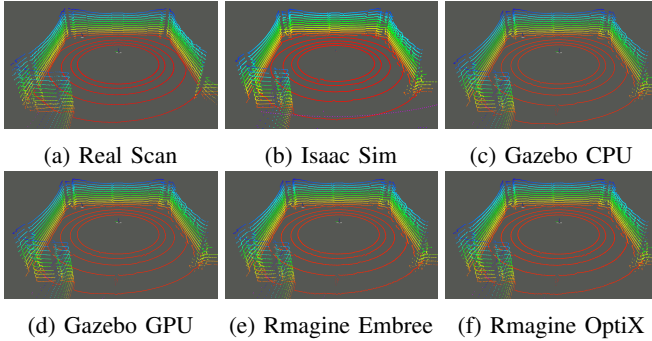 (a) Real Scan
(b) Isaac Sim
(c) Gazebo CPU
(d) Gazebo GPU
(e) Rmagine Embree
(f) Rmagine OptiX